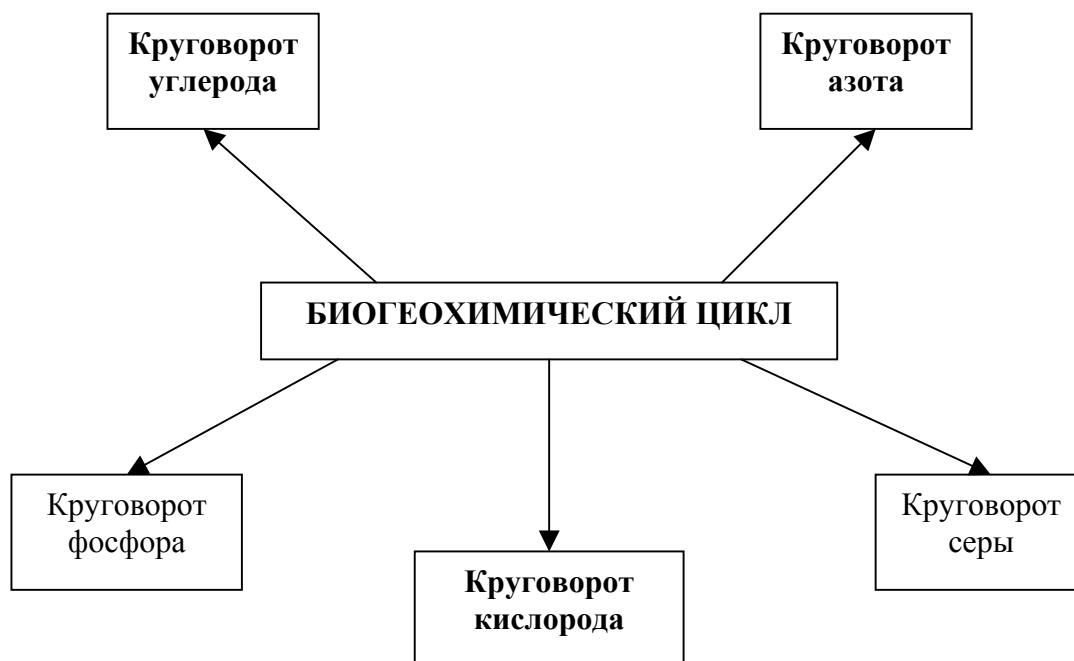 Круговорот
углерода
Круговорот
азота
БИОГЕОХИМИЧЕСКИЙ ЦИКЛ
Круговорот
фосфора
Круговорот
кислорода
Круговорот
серы